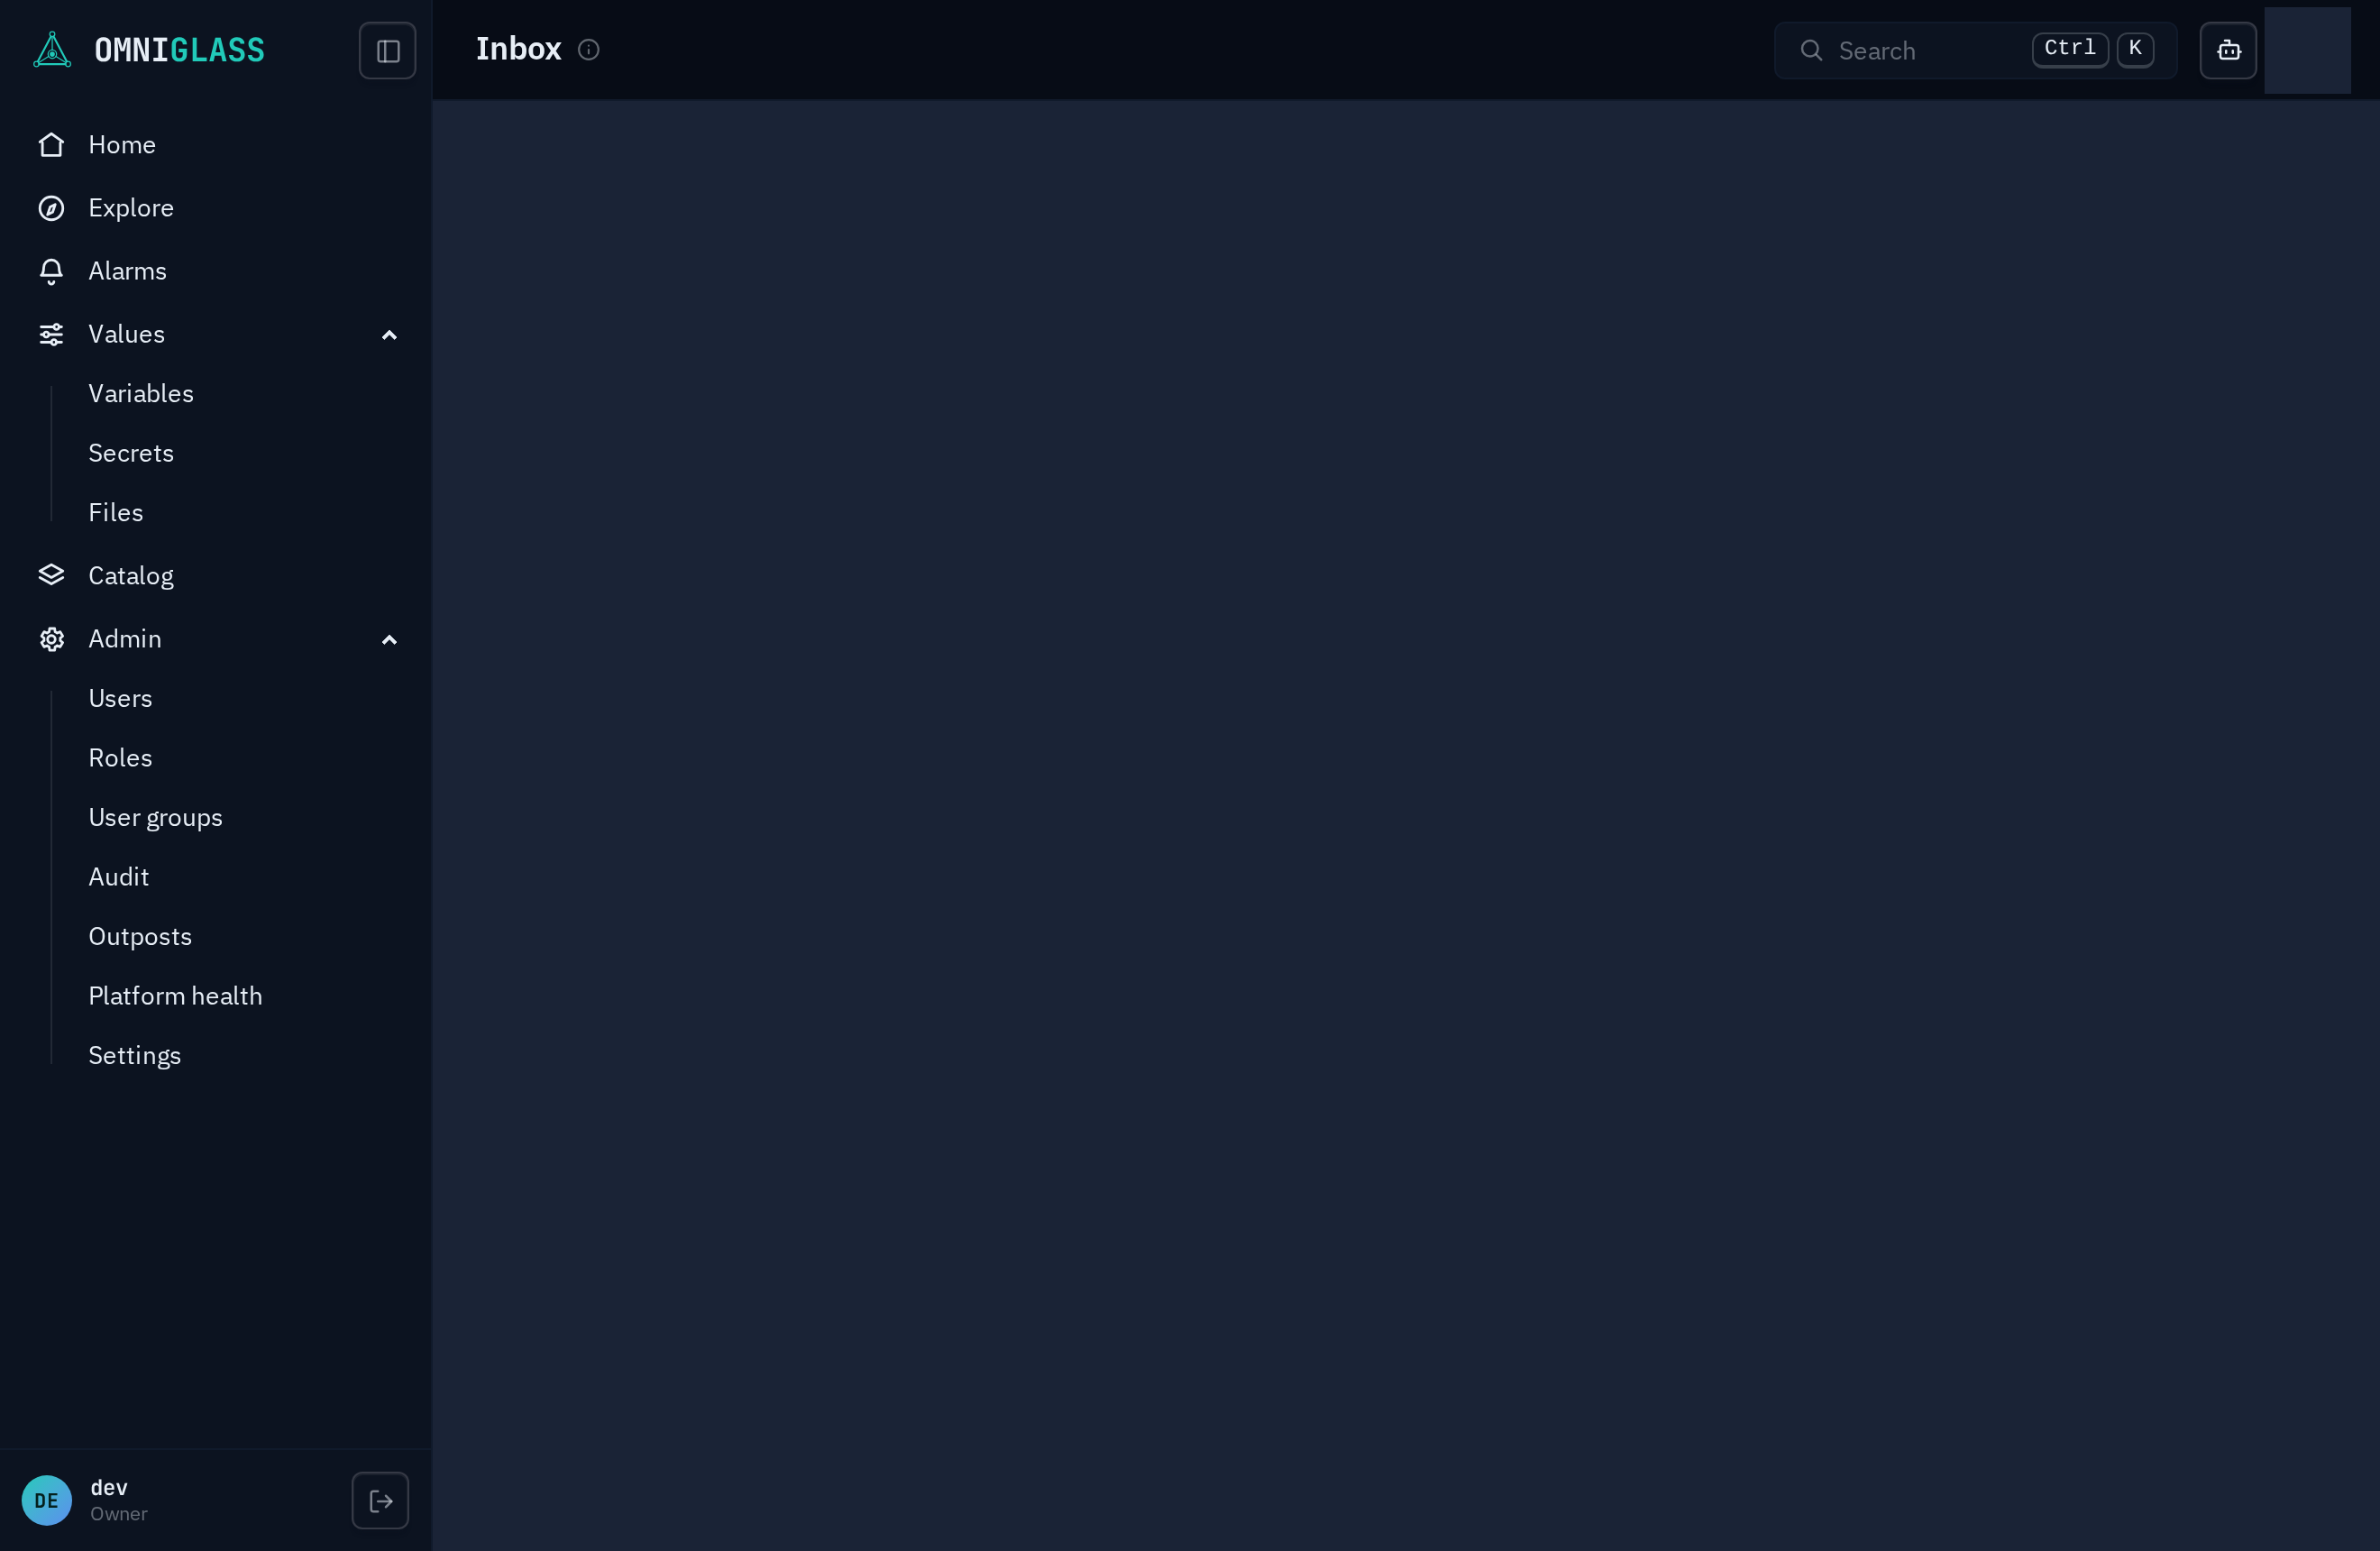 OMNIGLASS
Inbox
Search
Ctrl
K
Home
Explore
Alarms
Values
Variables
Secrets
Files
Catalog
Admin
Users
Roles
User groups
Audit
Outposts
Platform health
Settings
DE
dev
Owner